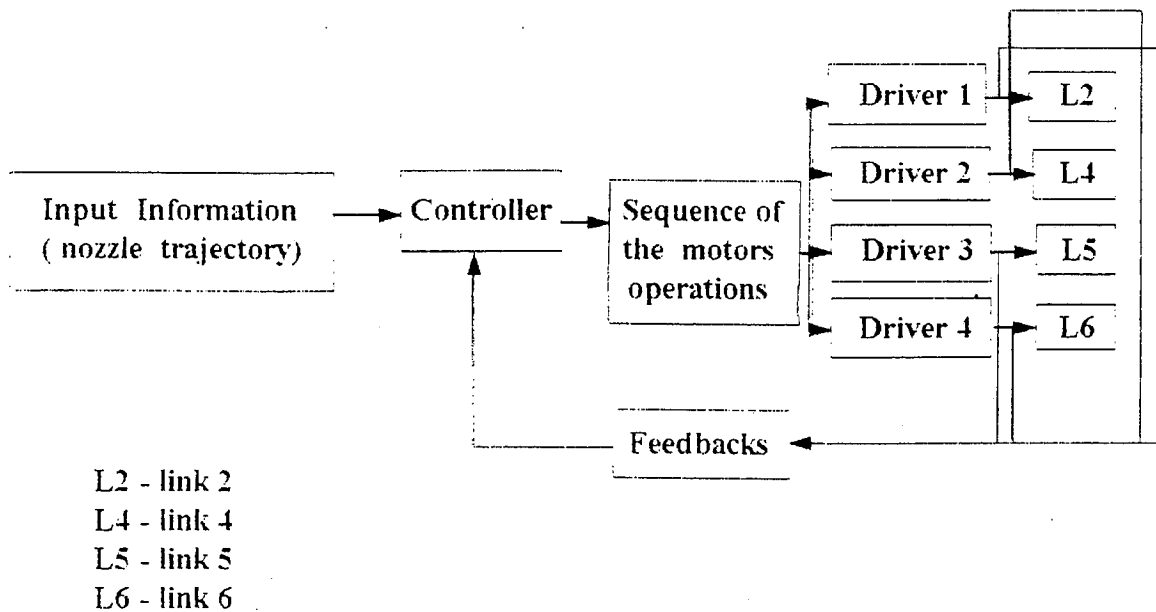 Input Information
( nozzle trajectory)
Controller
Sequence of
the motors
operations
Driver 1
L2
Driver 2
L4
Driver 3
L5
Driver 4
L6
Feedbacks
L2 - link 2
L4 - link 4
L5 - link 5
L6 - link 6